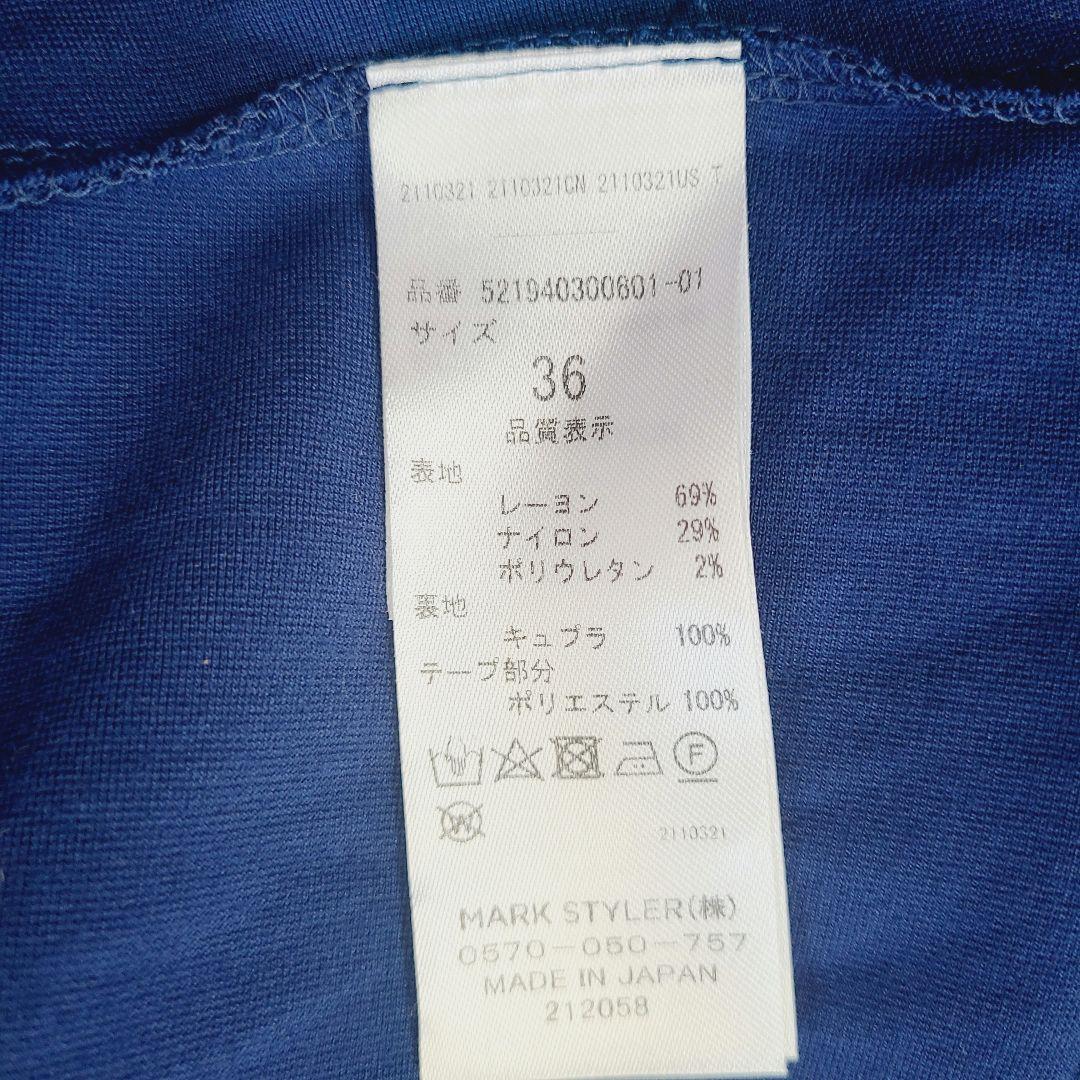 2110321 2110321CN 2110321US T
品番 521940300601-01
サイズ
36
品質表示
表地
レーヨン 69%
ナイロン 29%
ポリウレタン 2%
裏地
キュプラ 100%
テープ部分
ポリエステル 100%
F
W
2110321
MARK STYLER(株)
0570-050-757
MADE IN JAPAN
212058